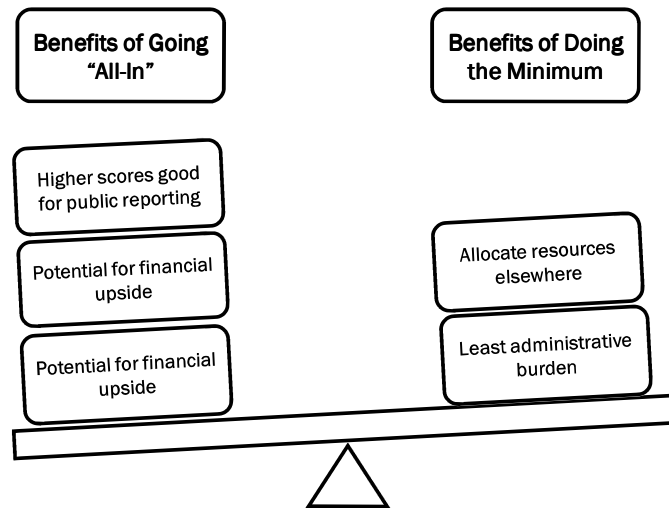 Benefits of Going
“All-In”
Benefits of Doing
the Minimum
Higher scores good
for public reporting
Potential for financial
upside
Potential for financial
upside
Allocate resources
elsewhere
Least administrative
burden